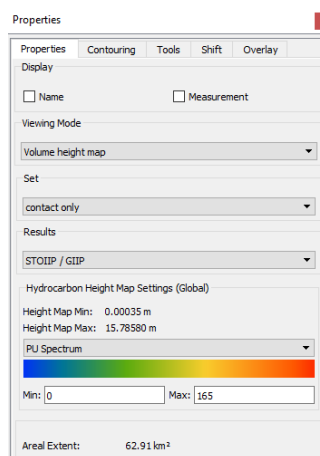 Properties
Properties Contouring Tools Shift Overlay
Display
Name Measurement
Viewing Mode
Volume height map
Set
contact only
Results
STOIIP / GIIP
Hydrocarbon Height Map Settings (Global)
Height Map Min: 0.00035 m
Height Map Max: 15.78580 m
PU Spectrum
Min: 0 Max: 165
Areal Extent: 62.91 km²